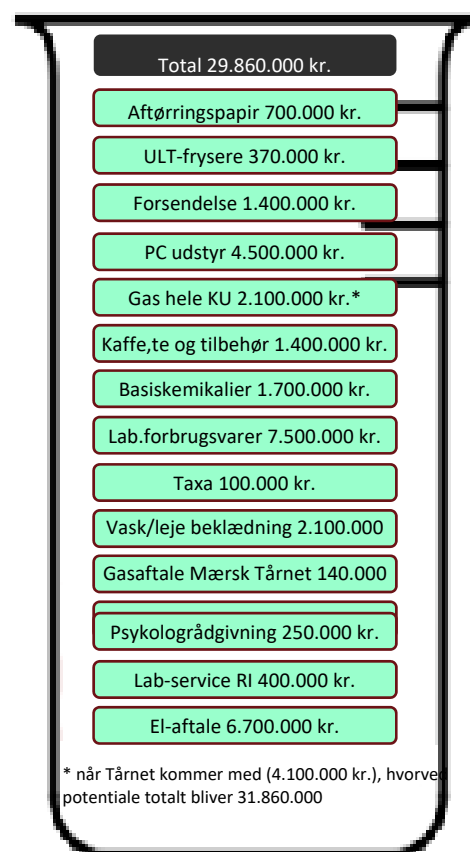 Total 29.860.000 kr.
Aftørringspapir 700.000 kr.
ULT-frysere 370.000 kr.
Forsendelse 1.400.000 kr.
PC udstyr 4.500.000 kr.
Gas hele KU 2.100.000 kr.*
Kaffe,te og tilbehør 1.400.000 kr.
Basiskemikalier 1.700.000 kr.
Lab.forbrugsvarer 7.500.000 kr.
Taxa 100.000 kr.
Vask/leje beklædning 2.100.000
Gasaftale Mærsk Tårnet 140.000
Psykologrådgivning 250.000 kr.
Lab-service RI 400.000 kr.
El-aftale 6.700.000 kr.
* når Tårnet kommer med (4.100.000 kr.), hvorved
potentiale totalt bliver 31.860.000